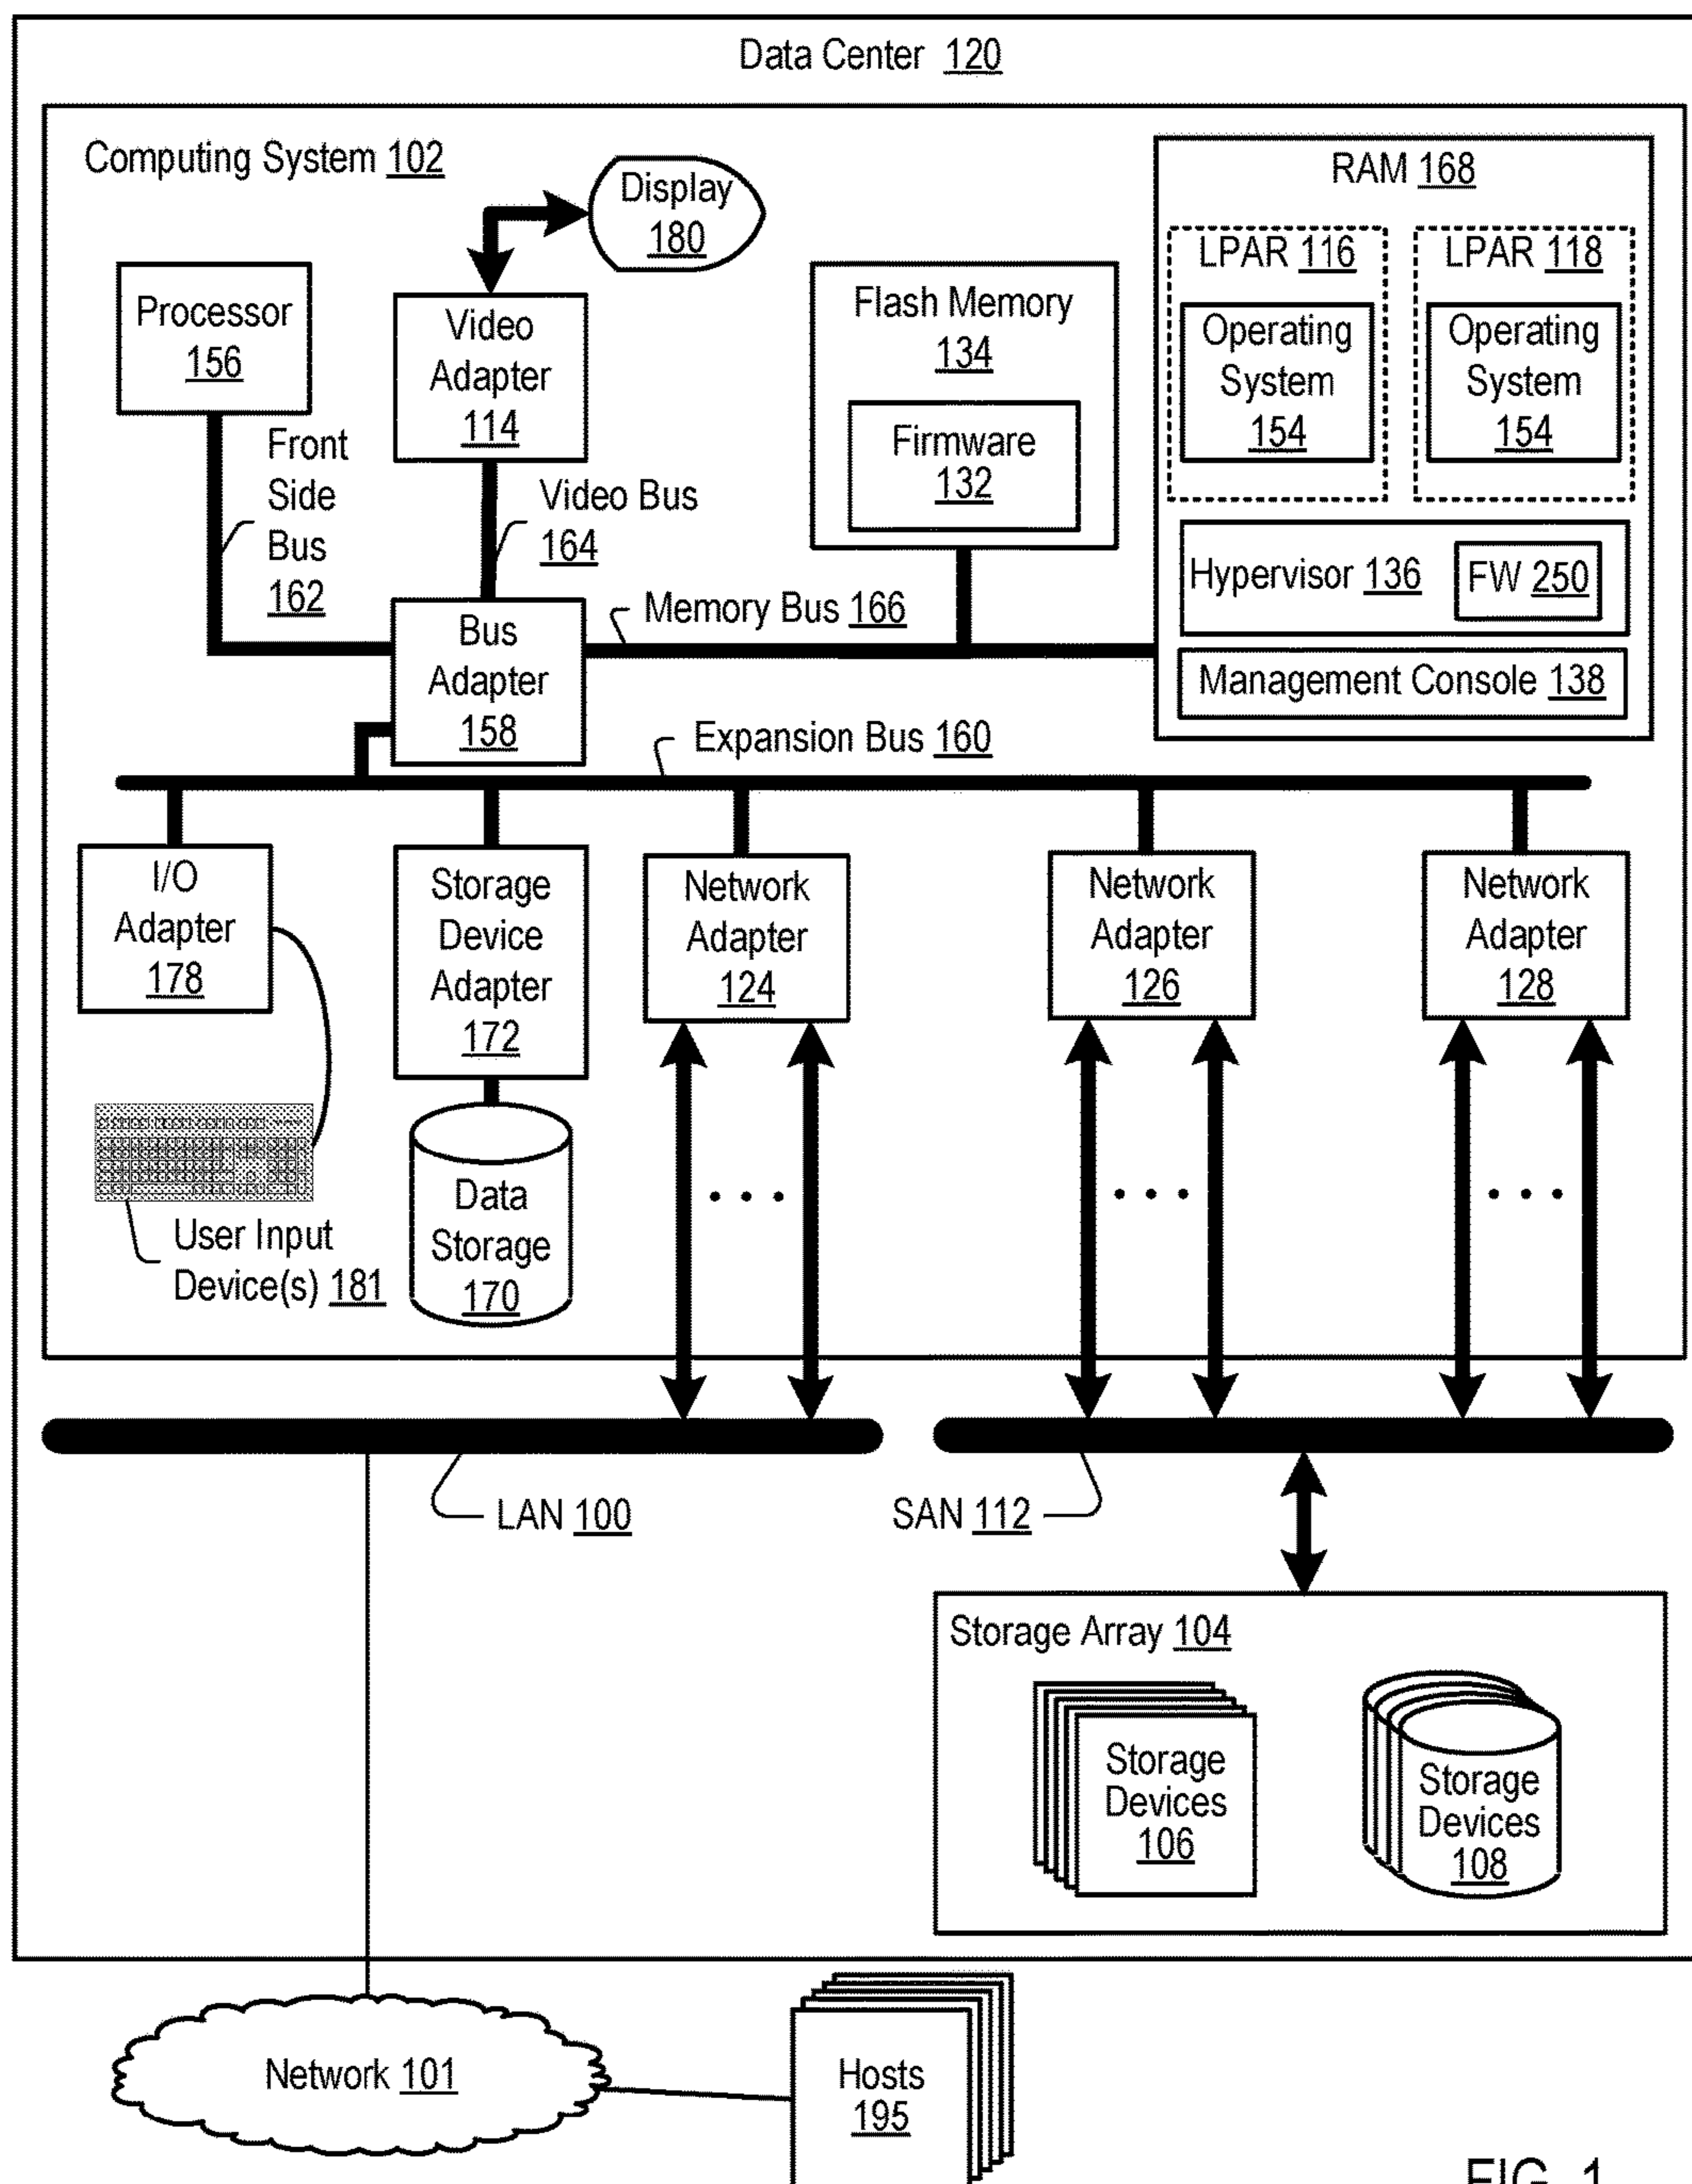 Data Center 120
Computing System 102
Display
180
RAM 168
LPAR 116
LPAR 118
Operating
System
154
Operating
System
154
Processor
156
Video
Adapter
114
Flash Memory
134
Firmware
132
Front
Side
Bus
162
Video Bus
164
Hypervisor 136
FW 250
Management Console 138
Bus
Adapter
158
Memory Bus 166
Expansion Bus 160
I/O
Adapter
178
Storage
Device
Adapter
172
Network
Adapter
124
Network
Adapter
126
Network
Adapter
128
. . .
. . .
. . .
User Input
Device(s) 181
Data
Storage
170
LAN 100
SAN 112
Storage Array 104
Storage
Devices
106
Storage
Devices
108
Network 101
Hosts
195
FIG. 1